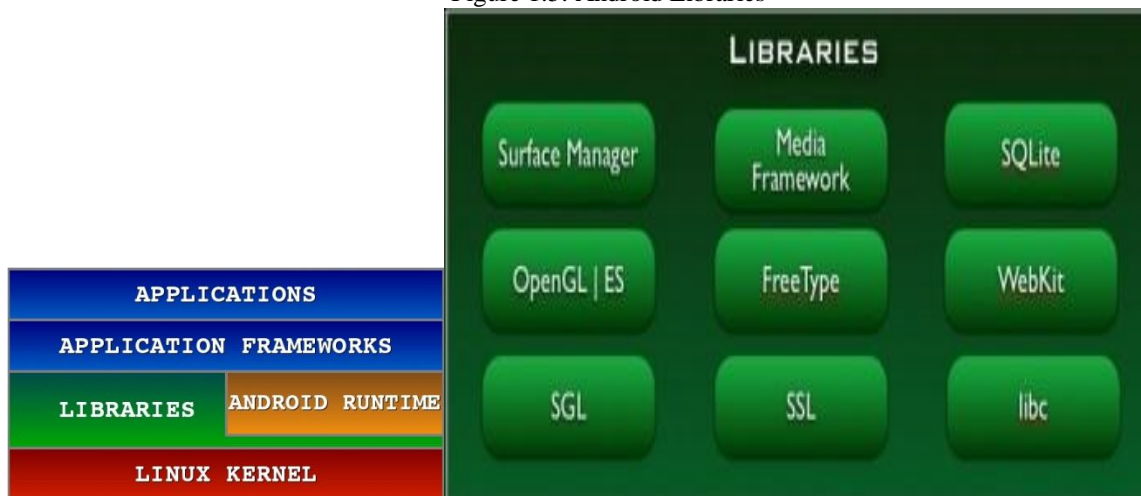 LIBRARIES
Surface Manager
Media
Framework
SQLite
OpenGL | ES
FreeType
WebKit
SGL
SSL
libc
APPLICATIONS
APPLICATION FRAMEWORKS
LIBRARIES
ANDROID RUNTIME
LINUX KERNEL